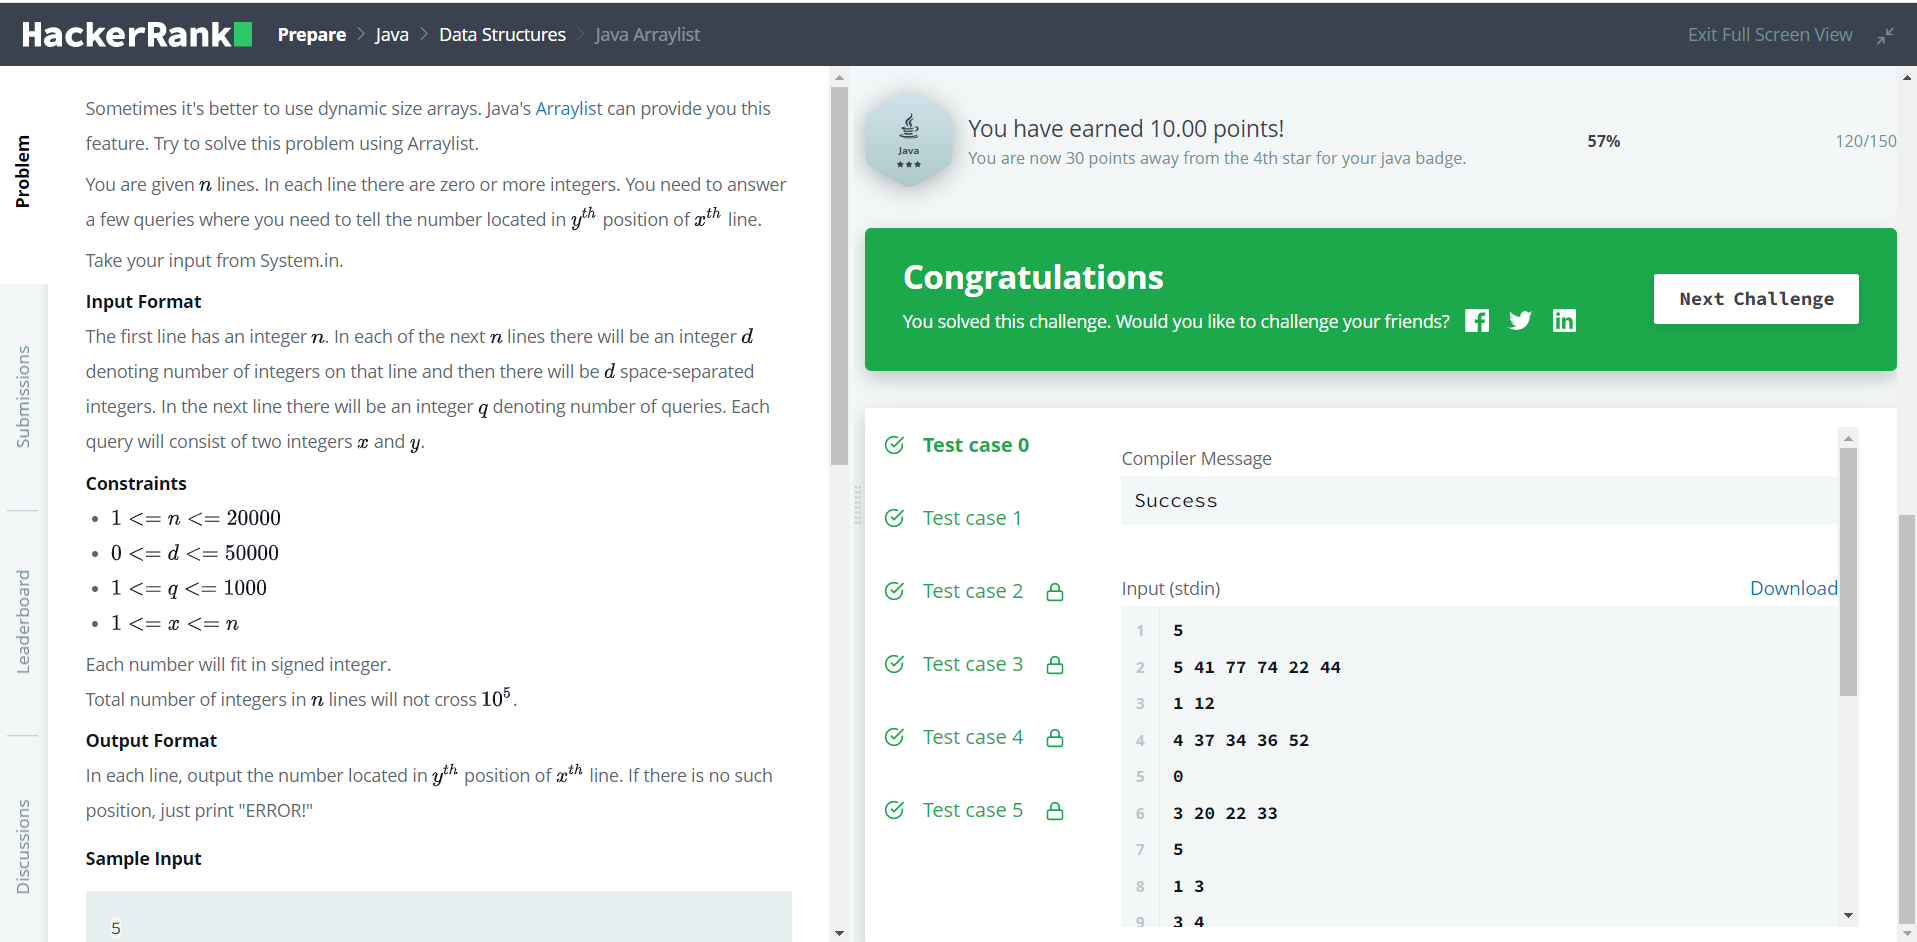 HackerRank Prepare > Java > Data Structures > Java Arraylist Exit Full Screen View
Problem
Submissions
Leaderboard
Discussions
Sometimes it's better to use dynamic size arrays. Java's Arraylist can provide you this
feature. Try to solve this problem using Arraylist.
You are given n lines. In each line there are zero or more integers. You need to answer
a few queries where you need to tell the number located in y^th position of x^th line.
Take your input from System.in.
Input Format
The first line has an integer n. In each of the next n lines there will be an integer d
denoting number of integers on that line and then there will be d space-separated
integers. In the next line there will be an integer q denoting number of queries. Each
query will consist of two integers x and y.
Constraints
• 1 <= n <= 20000
• 0 <= d <= 50000
• 1 <= q <= 1000
• 1 <= x <= n
Each number will fit in signed integer.
Total number of integers in n lines will not cross 10^5.
Output Format
In each line, output the number located in y^th position of x^th line. If there is no such
position, just print "ERROR!"
Sample Input
5
Java
You have earned 10.00 points!
You are now 30 points away from the 4th star for your java badge.
57%
120/150
Congratulations
You solved this challenge. Would you like to challenge your friends?
Next Challenge
Test case 0
Test case 1
Test case 2
Test case 3
Test case 4
Test case 5
Compiler Message
Success
Input (stdin)
Download
1 5
2 5 41 77 74 22 44
3 1 12
4 4 37 34 36 52
5 0
6 3 20 22 33
7 5
8 1 3
9 3 4